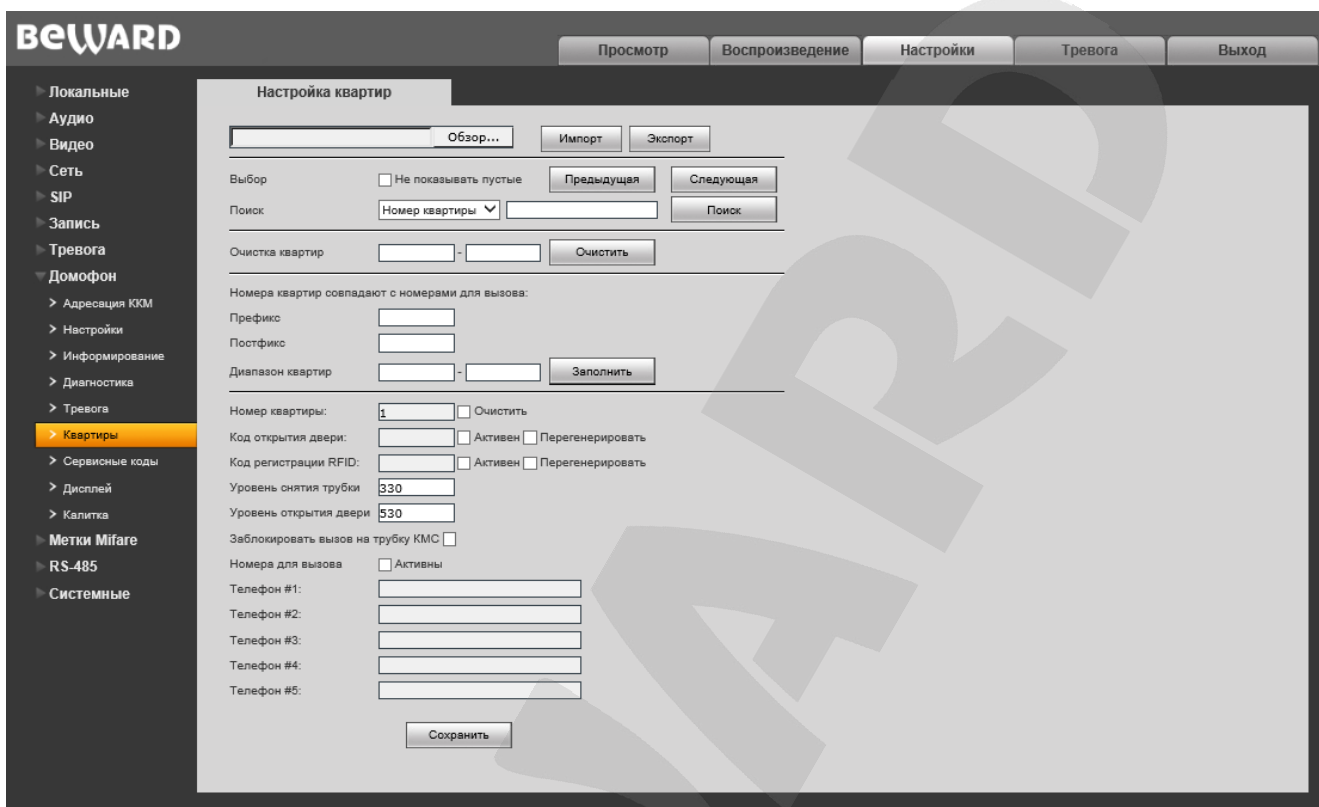 BEWARD
Просмотр Воспроизведение Настройки Тревога Выход
Локальные
Аудио
Видео
Сеть
SIP
Запись
Тревога
Домофон
Адресация ККМ
Настройки
Информирование
Диагностика
Тревога
Квартиры
Сервисные коды
Дисплей
Калитка
Метки Mifare
RS-485
Системные
Настройка квартир
Обзор... Импорт Экспорт
Выбор Не показывать пустые Предыдущая Следующая
Поиск Номер квартиры Поиск
Очистка квартир - Очистить
Номера квартир совпадают с номерами для вызова:
Префикс
Постфикс
Диапазон квартир - Заполнить
Номер квартиры: 1 Очистить
Код открытия двери: Активен Перегенерировать
Код регистрации RFID: Активен Перегенерировать
Уровень снятия трубки 330
Уровень открытия двери 530
Заблокировать вызов на трубку КМС
Номера для вызова Активны
Телефон #1:
Телефон #2:
Телефон #3:
Телефон #4:
Телефон #5:
Сохранить